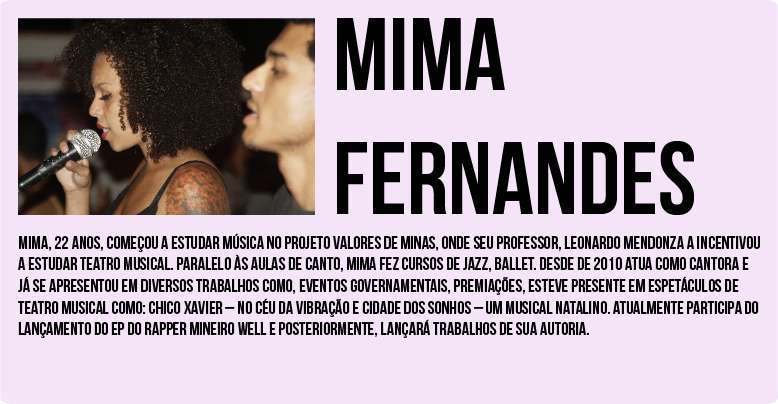 MIMA
FERNANDES
MIMA, 22 ANOS, COMEÇOU A ESTUDAR MÚSICA NO PROJETO VALORES DE MINAS, ONDE SEU PROFESSOR, LEONARDO MENDONZA A INCENTIVOU
A ESTUDAR TEATRO MUSICAL. PARALELO ÀS AULAS DE CANTO, MIMA FEZ CURSOS DE JAZZ, BALLET. DESDE DE 2010 ATUA COMO CANTORA E
JÁ SE APRESENTOU EM DIVERSOS TRABALHOS COMO, EVENTOS GOVERNAMENTAIS, PREMIAÇÕES, ESTEVE PRESENTE EM ESPETÁCULOS DE
TEATRO MUSICAL COMO: CHICO XAVIER – NO CÉU DA VIBRAÇÃO E CIDADE DOS SONHOS – UM MUSICAL NATALINO. ATUALMENTE PARTICIPA DO
LANÇAMENTO DO EP DO RAPPER MINEIRO WELL E POSTERIORMENTE, LANÇARÁ TRABALHOS DE SUA AUTORIA.